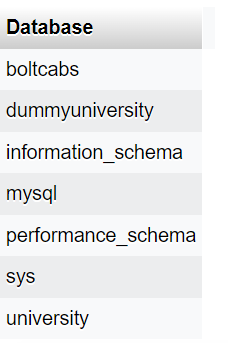 Database
boltcabs
dummyuniversity
information_schema
mysql
performance_schema
sys
university